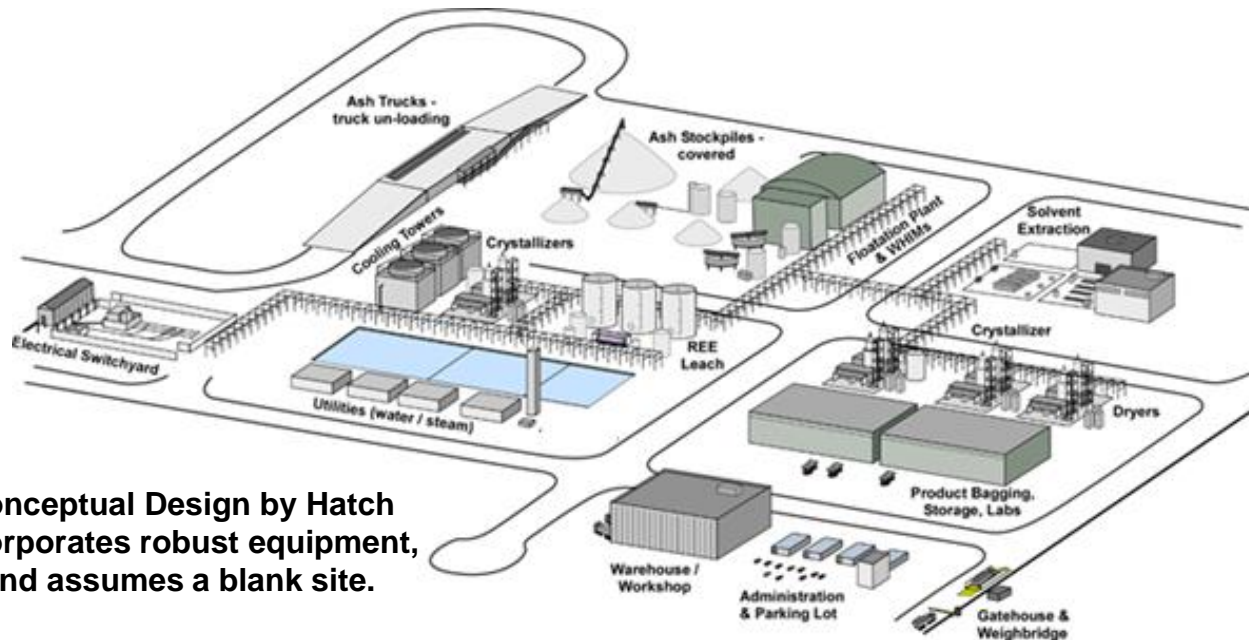 Ash Trucks -
truck un-loading
Ash Stockpiles -
covered
Solvent
Extraction
Cooling Towers
Crystallizers
Floatation Plant
& WHIMs
Electrical Switchyard
REE
Leach
Crystallizer
Utilities (water / steam)
Dryers
Product Bagging,
Storage, Labs
onceptual Design by Hatch
orporates robust equipment,
nd assumes a blank site.
Warehouse /
Workshop
Administration
& Parking Lot
Gatehouse &
Weighbridge